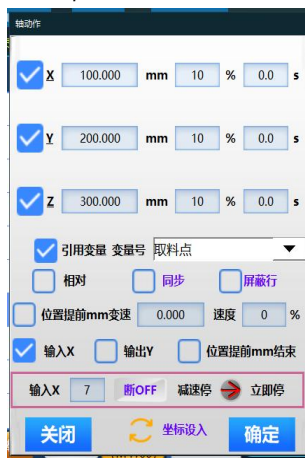 轴动作
X 100.000 mm 10 % 0.0 s
Y 200.000 mm 10 % 0.0 s
Z 300.000 mm 10 % 0.0 s
引用变量 变量号 取料点
相对 同步 屏蔽行
位置提前mm变速 0.000 速度 0 %
输入X 输出Y 位置提前mm结束
输入X 7 断OFF 减速停 立即停
关闭 坐标设入 确定